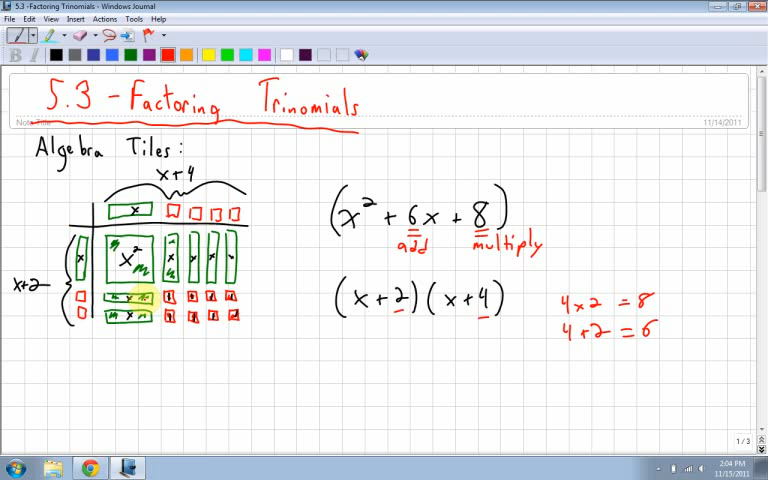 5.3 -Factoring Trinomials - Windows Journal
File Edit View Insert Actions Tools Help
B I
5.3 - Factoring Trinomials
Note Title
11/14/2011
Algebra Tiles:
x+4
x
x+2
x x² x x x x
x
x
(x² + 6x + 8)
add multiply
(x + 2)(x + 4)
4 × 2 = 8
4 + 2 = 6
1 / 3
2:04 PM
11/15/2011